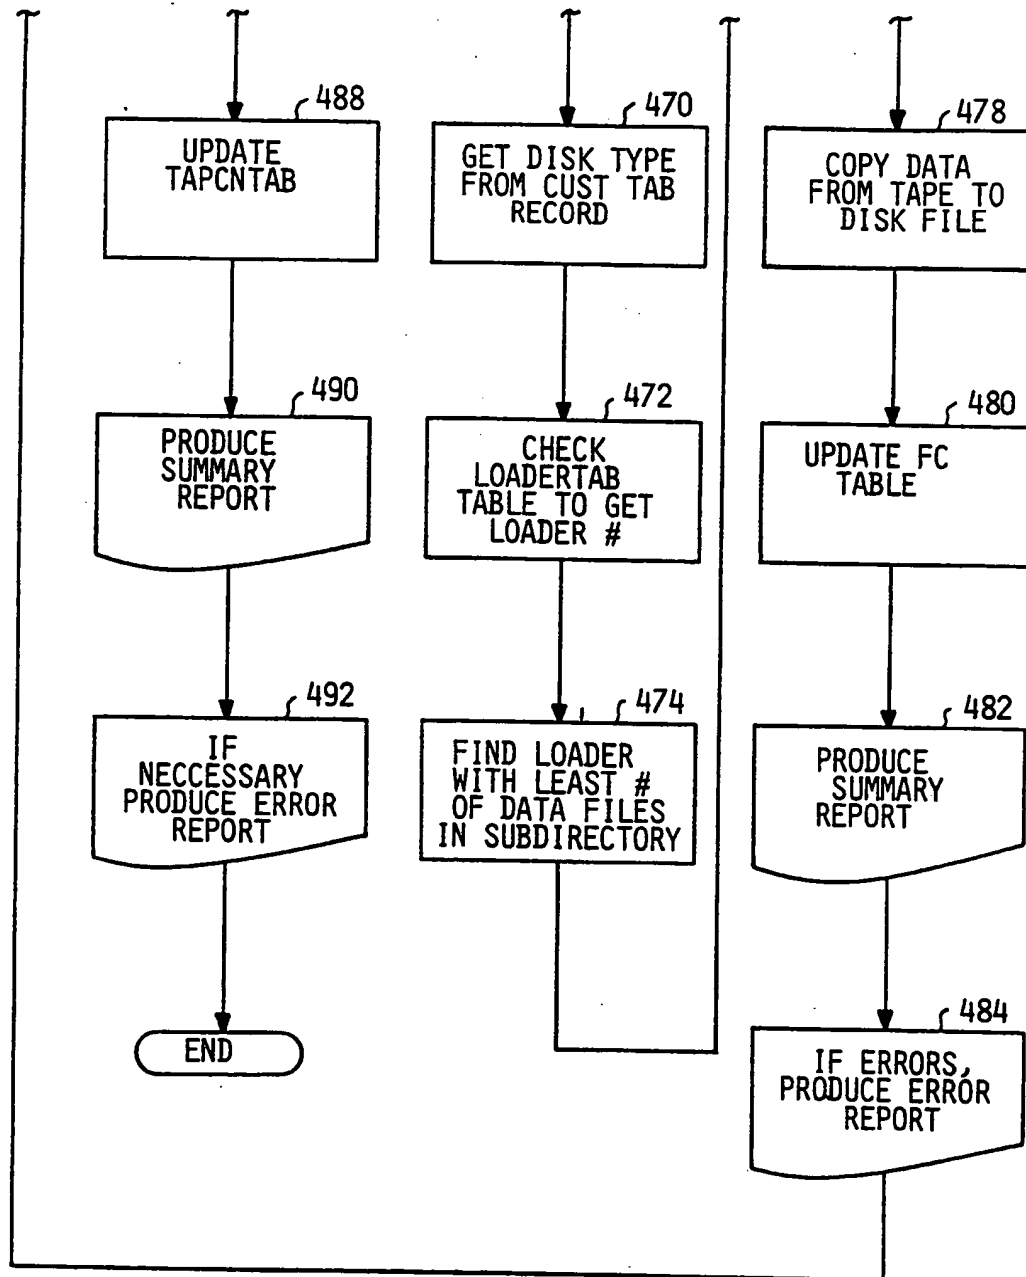 488
UPDATE
TAPCNTAB
490
PRODUCE
SUMMARY
REPORT
492
IF
NECCESSARY
PRODUCE ERROR
REPORT
END
470
GET DISK TYPE
FROM CUST TAB
RECORD
472
CHECK
LOADERTAB
TABLE TO GET
LOADER #
474
FIND LOADER
WITH LEAST #
OF DATA FILES
IN SUBDIRECTORY
478
COPY DATA
FROM TAPE TO
DISK FILE
480
UPDATE FC
TABLE
482
PRODUCE
SUMMARY
REPORT
484
IF ERRORS,
PRODUCE ERROR
REPORT